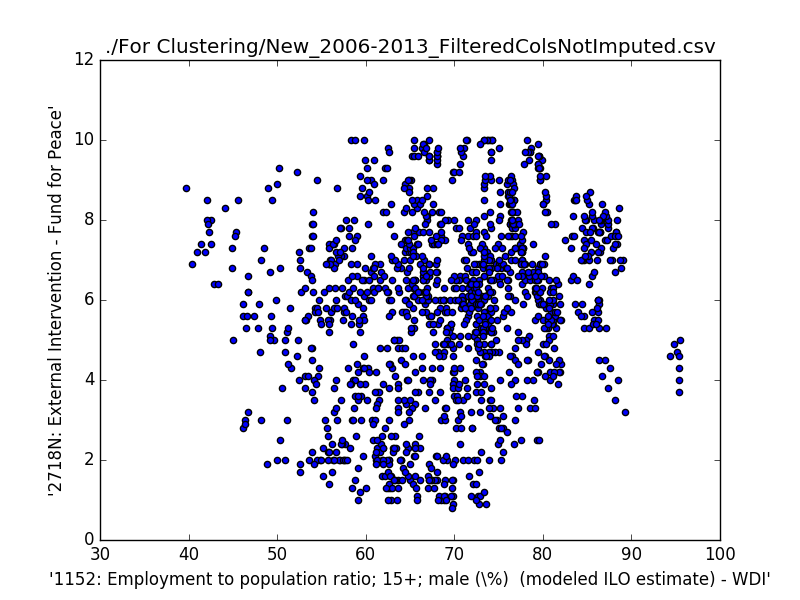 ./For Clustering/New_2006-2013_FilteredColsNotImputed.csv
12
10
8
6
4
2
0
'2718N: External Intervention - Fund for Peace'
30 40 50 60 70 80 90 100
'1152: Employment to population ratio; 15+; male (\%)  (modeled ILO estimate) - WDI'